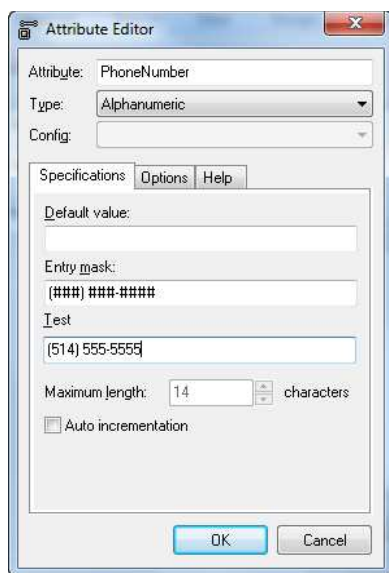 Attribute Editor
Attribute: PhoneNumber
Type: Alphanumeric
Config:
Specifications Options Help
Default value:
Entry mask:
(###) ###-####
Test
(514) 555-5555
Maximum length: 14 characters
Auto incrementation
OK Cancel